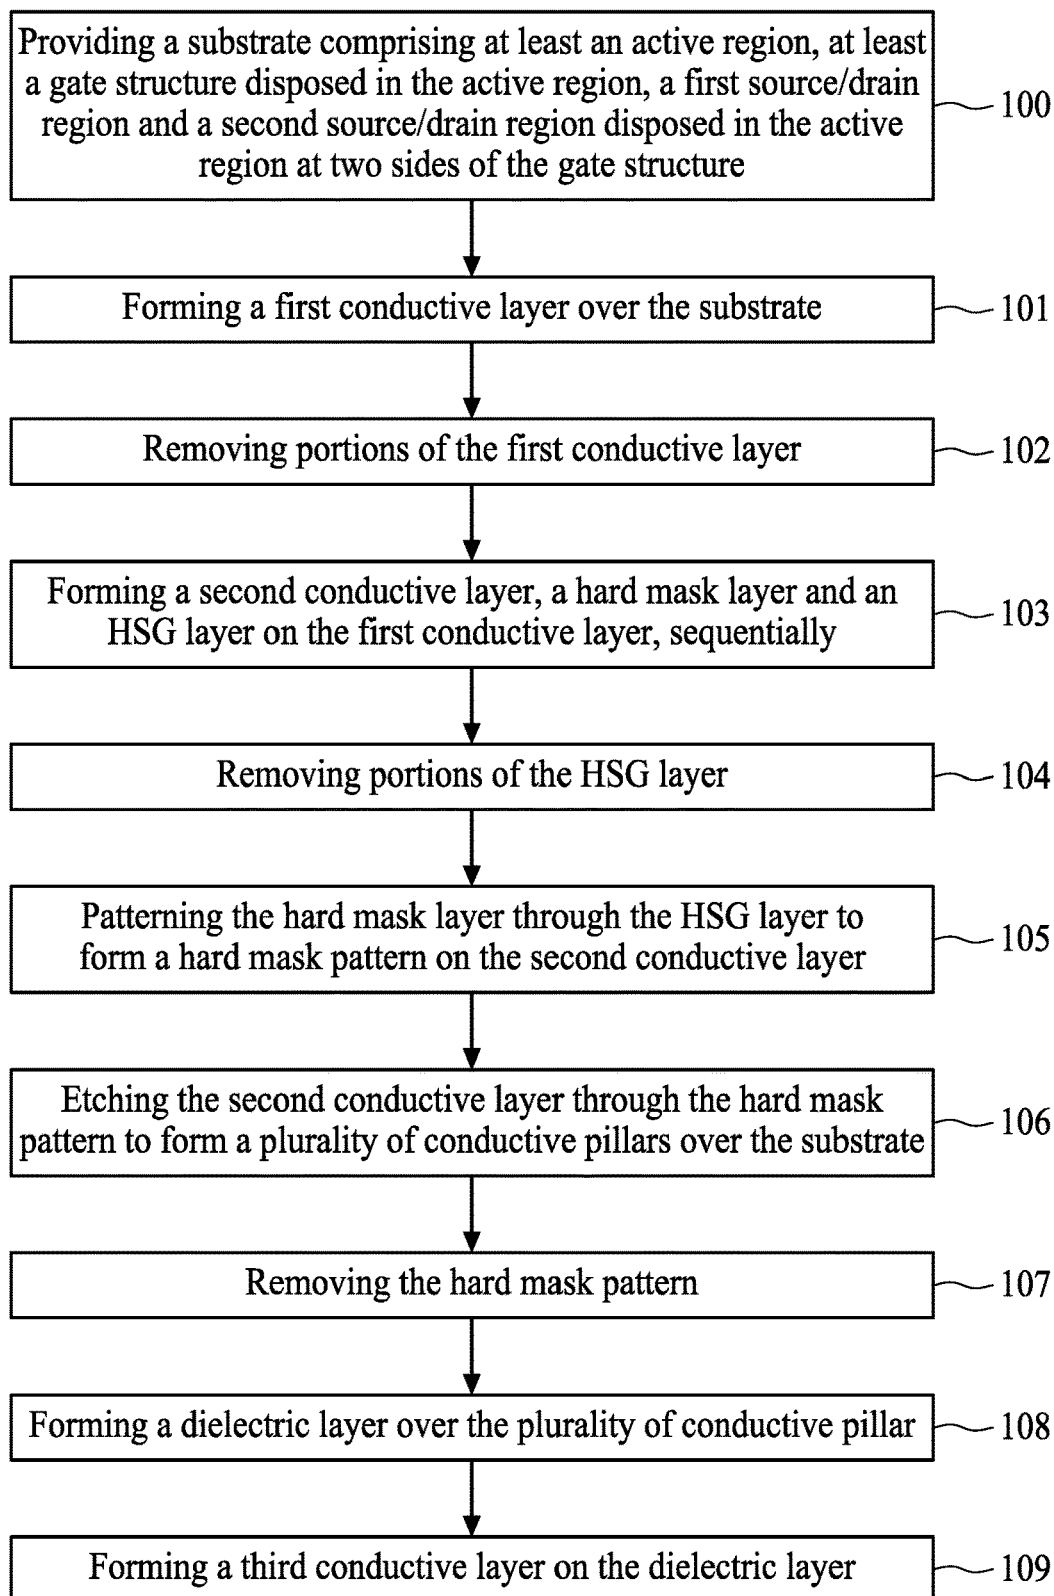 Providing a substrate comprising at least an active region, at least
a gate structure disposed in the active region, a first source/drain
region and a second source/drain region disposed in the active
region at two sides of the gate structure
100
Forming a first conductive layer over the substrate
101
Removing portions of the first conductive layer
102
Forming a second conductive layer, a hard mask layer and an
HSG layer on the first conductive layer, sequentially
103
Removing portions of the HSG layer
104
Patterning the hard mask layer through the HSG layer to
form a hard mask pattern on the second conductive layer
105
Etching the second conductive layer through the hard mask
pattern to form a plurality of conductive pillars over the substrate
106
Removing the hard mask pattern
107
Forming a dielectric layer over the plurality of conductive pillar
108
Forming a third conductive layer on the dielectric layer
109